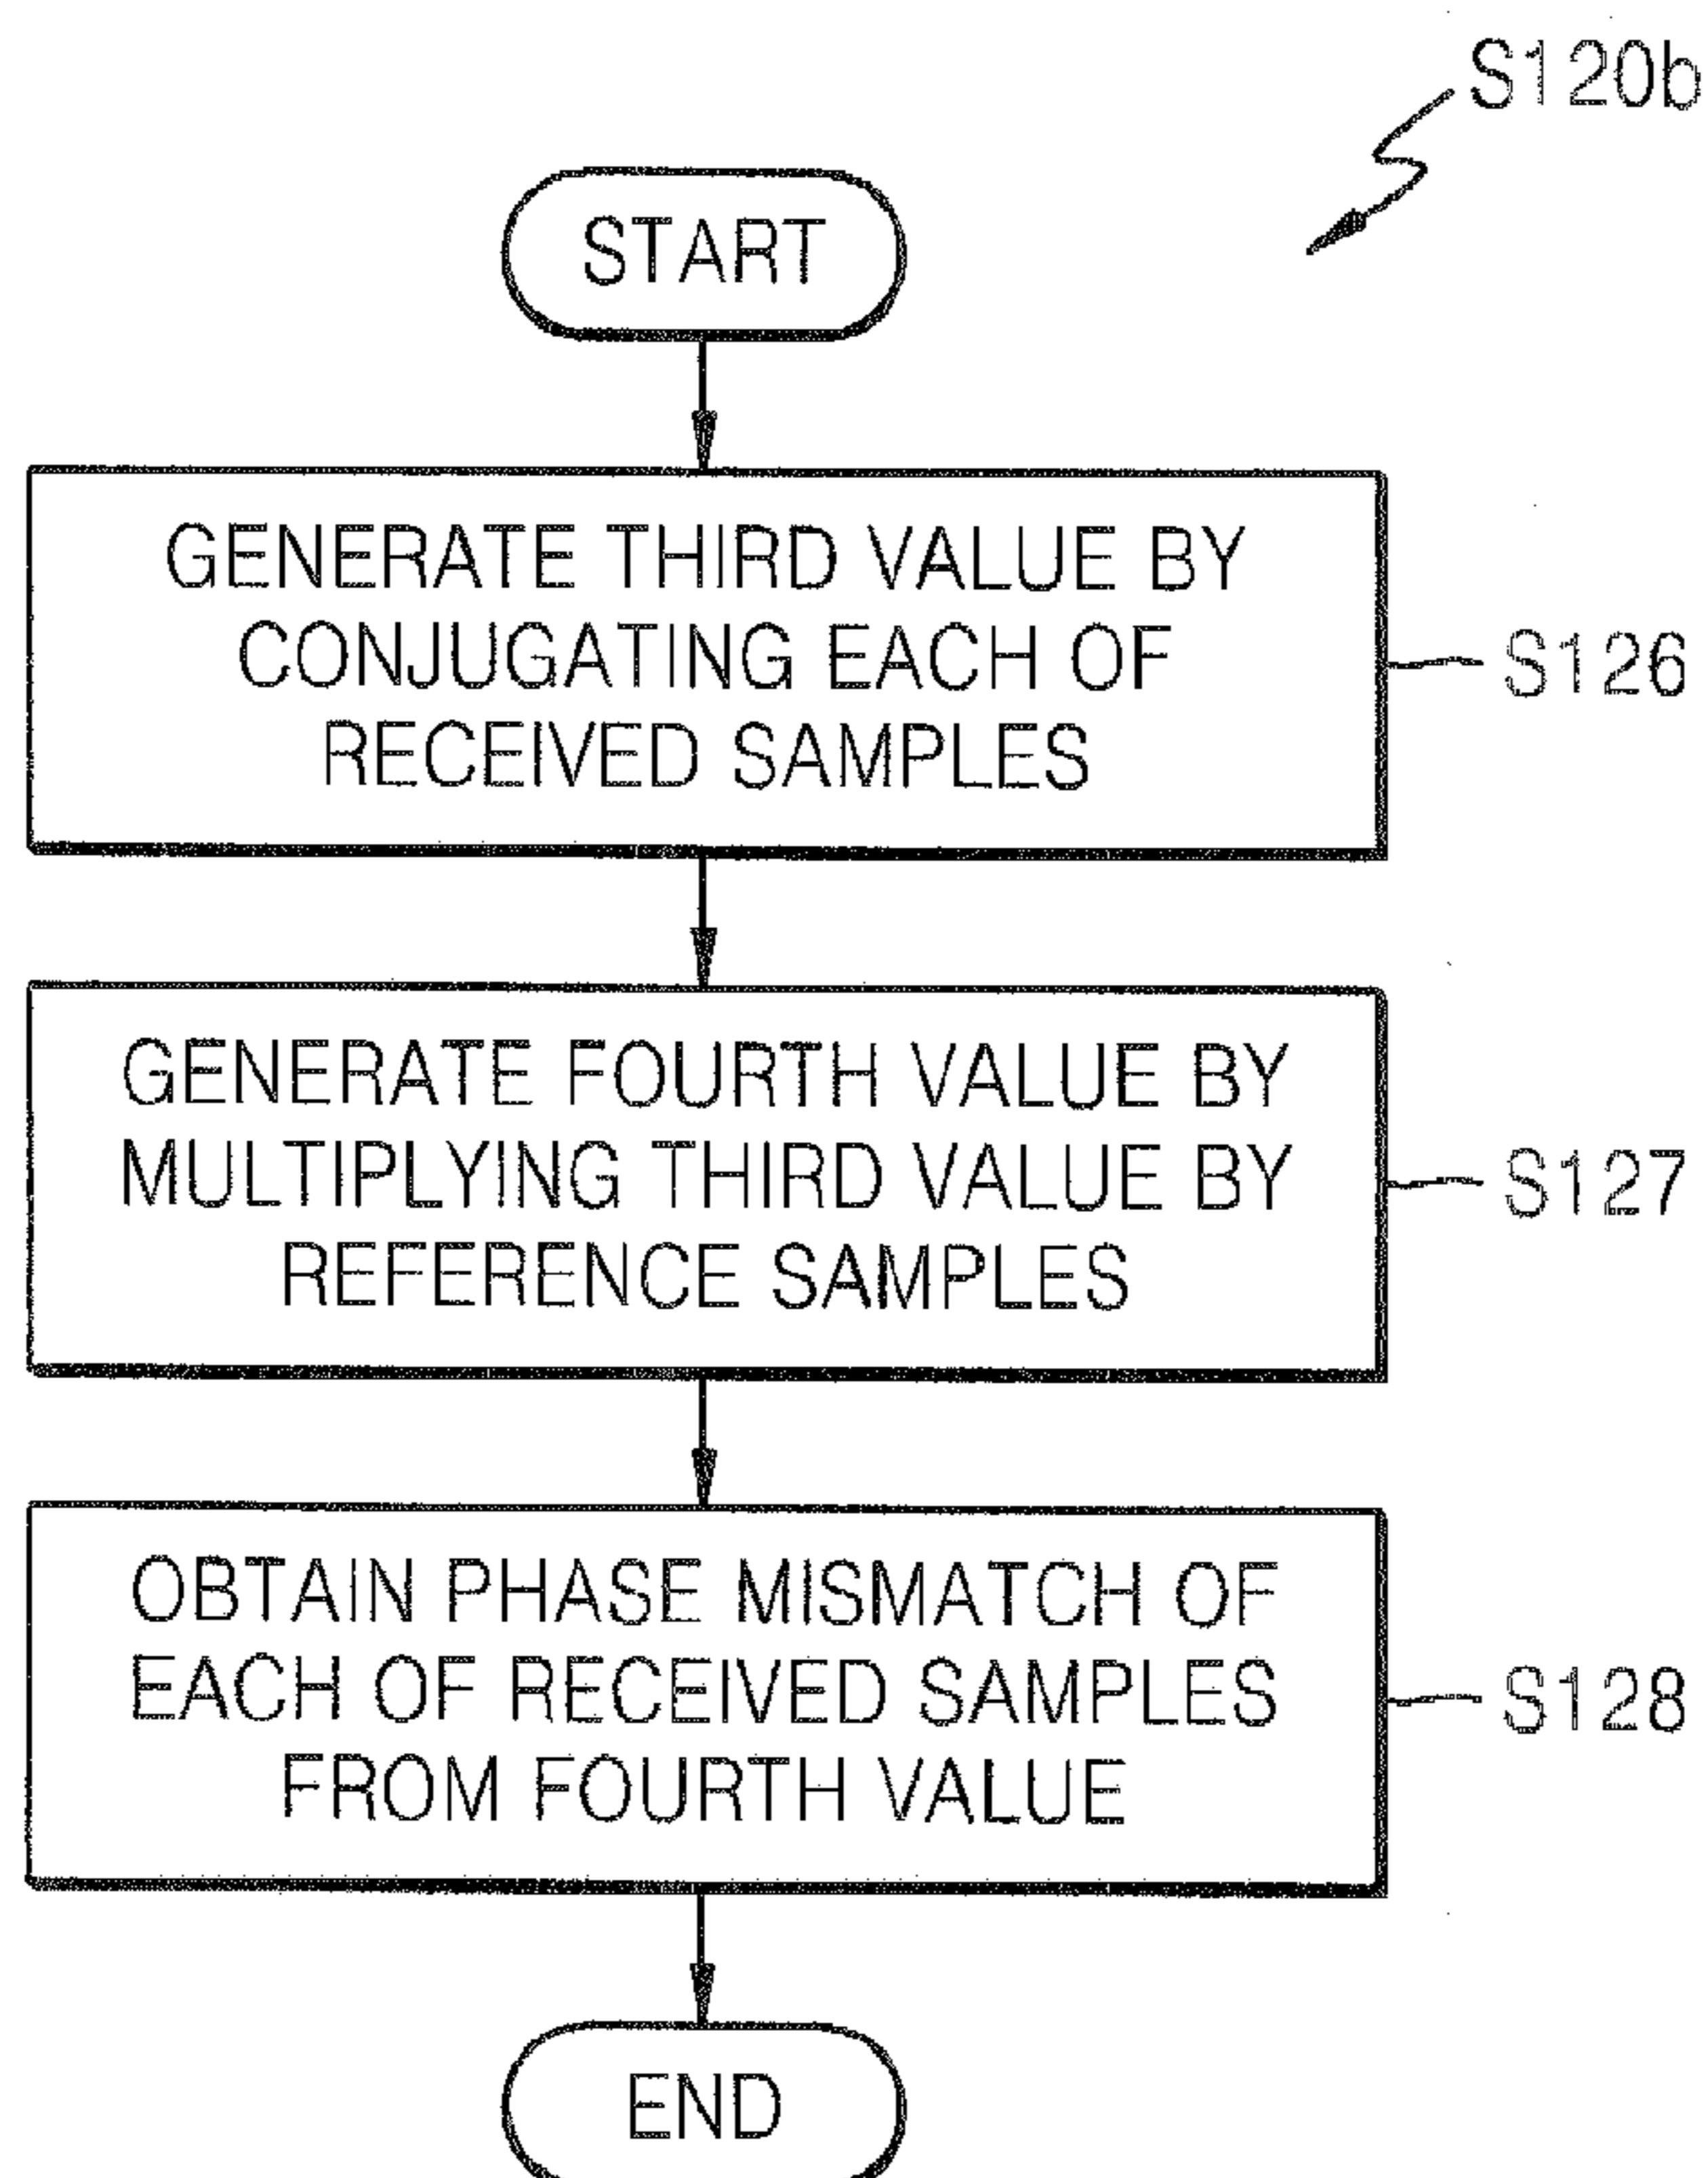 S120b
START
GENERATE THIRD VALUE BY
CONJUGATING EACH OF
RECEIVED SAMPLES
S126
GENERATE FOURTH VALUE BY
MULTIPLYING THIRD VALUE BY
REFERENCE SAMPLES
S127
OBTAIN PHASE MISMATCH OF
EACH OF RECEIVED SAMPLES
FROM FOURTH VALUE
S128
END